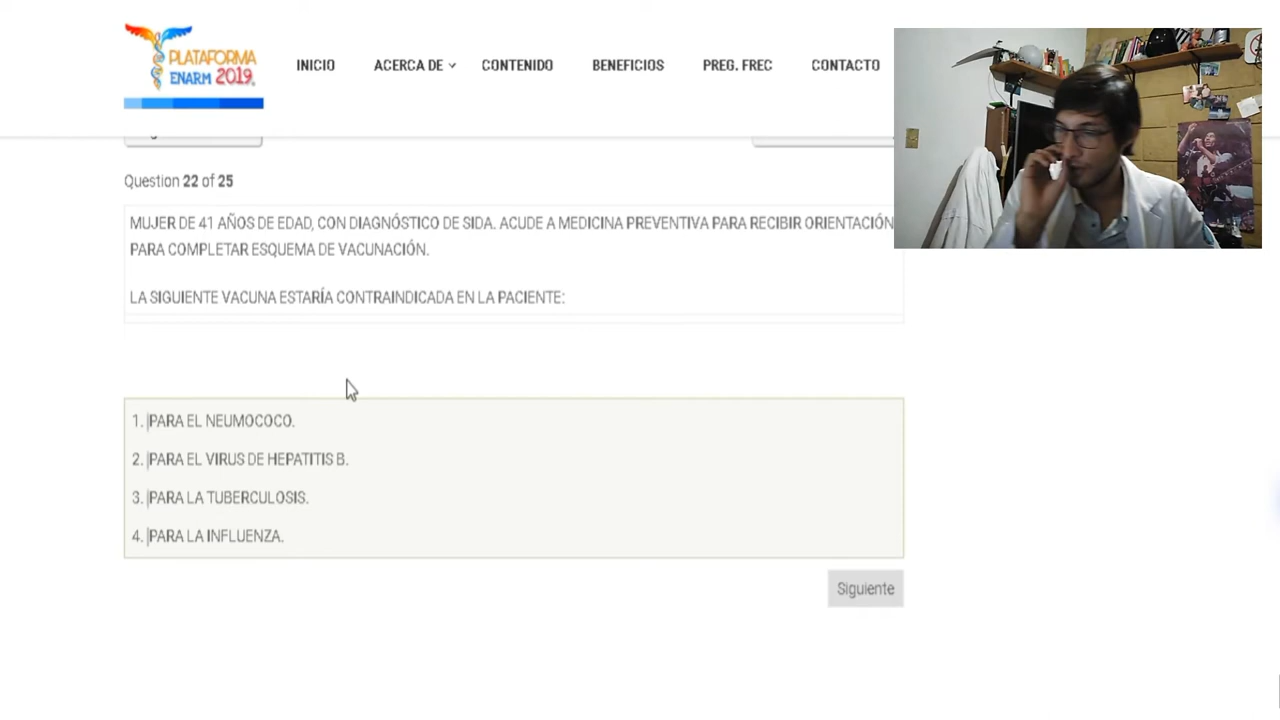 PLATAFORMA
ENARM 2019
INICIO
ACERCA DE
CONTENIDO
BENEFICIOS
PREG. FREC
CONTACTO
Question 22 of 25
MUJER DE 41 AÑOS DE EDAD, CON DIAGNÓSTICO DE SIDA. ACUDE A MEDICINA PREVENTIVA PARA RECIBIR ORIENTACIÓN
PARA COMPLETAR ESQUEMA DE VACUNACIÓN.
LA SIGUIENTE VACUNA ESTARÍA CONTRAINDICADA EN LA PACIENTE:
1. PARA EL NEUMOCOCO.
2. PARA EL VIRUS DE HEPATITIS B.
3. PARA LA TUBERCULOSIS.
4. PARA LA INFLUENZA.
Siguiente